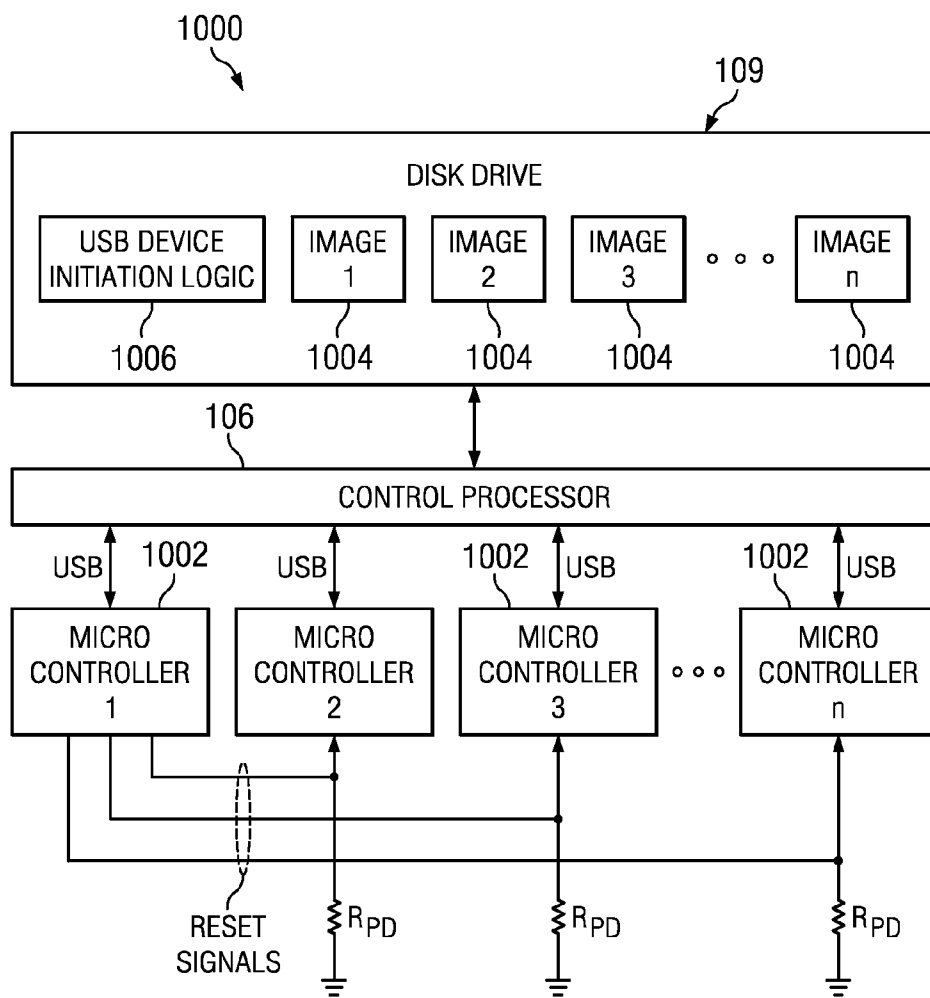 1000
109
DISK DRIVE
USB DEVICE
INITIATION LOGIC
IMAGE
1
IMAGE
2
IMAGE
3
IMAGE
n
1006
1004
1004
1004
1004
106
CONTROL PROCESSOR
USB
1002
USB
1002
USB
1002
USB
MICRO
CONTROLLER
1
MICRO
CONTROLLER
2
MICRO
CONTROLLER
3
MICRO
CONTROLLER
n
RESET
SIGNALS
RPD
RPD
RPD